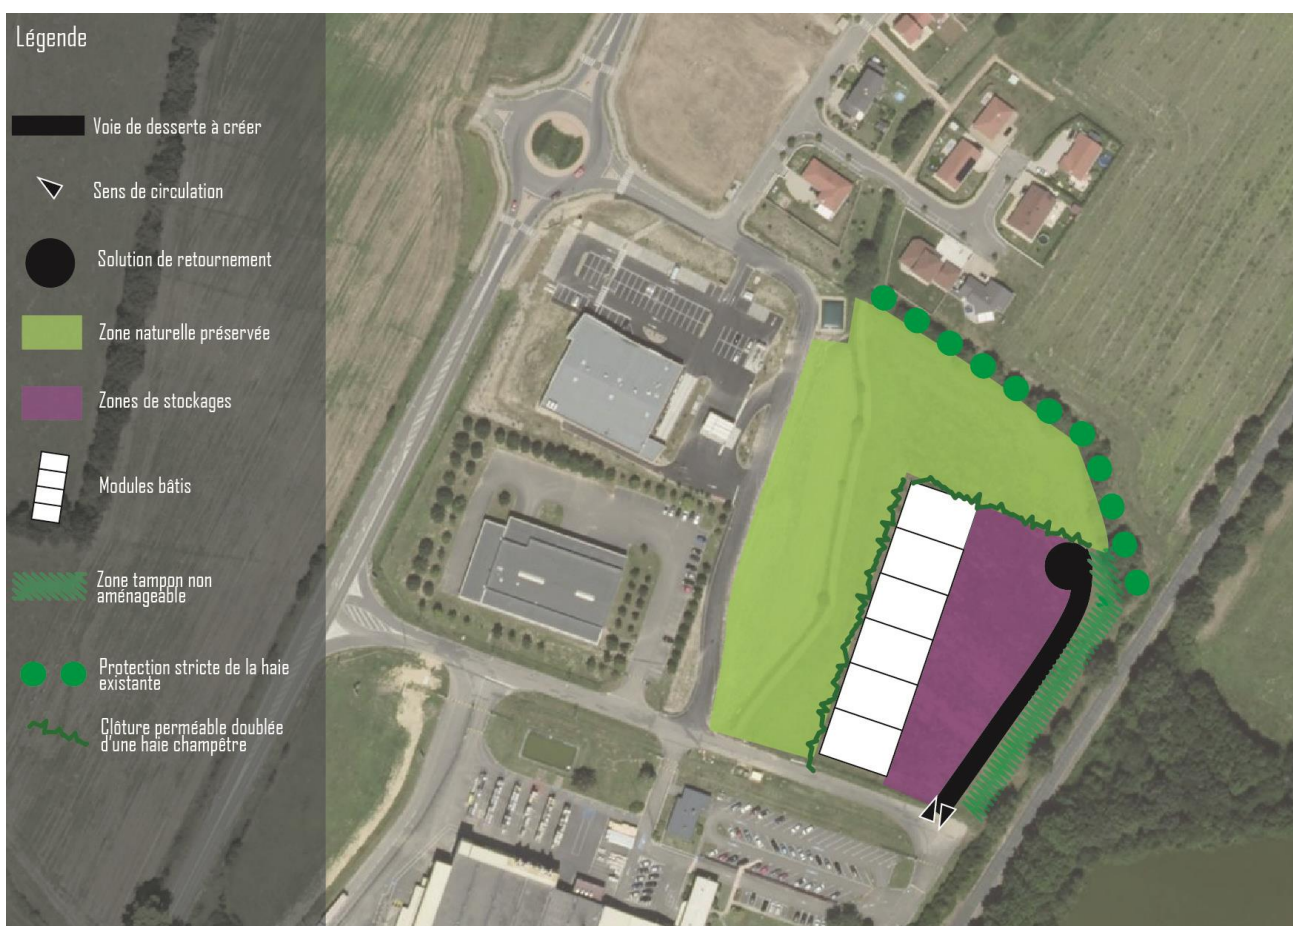 Légende
Voie de desserte à créer
Sens de circulation
Solution de retournement
Zone naturelle préservée
Zones de stockages
Modules bâtis
Zone tampon non
aménageable
Protection stricte de la haie
existante
Clôture perméable doublée
d'une haie champêtre